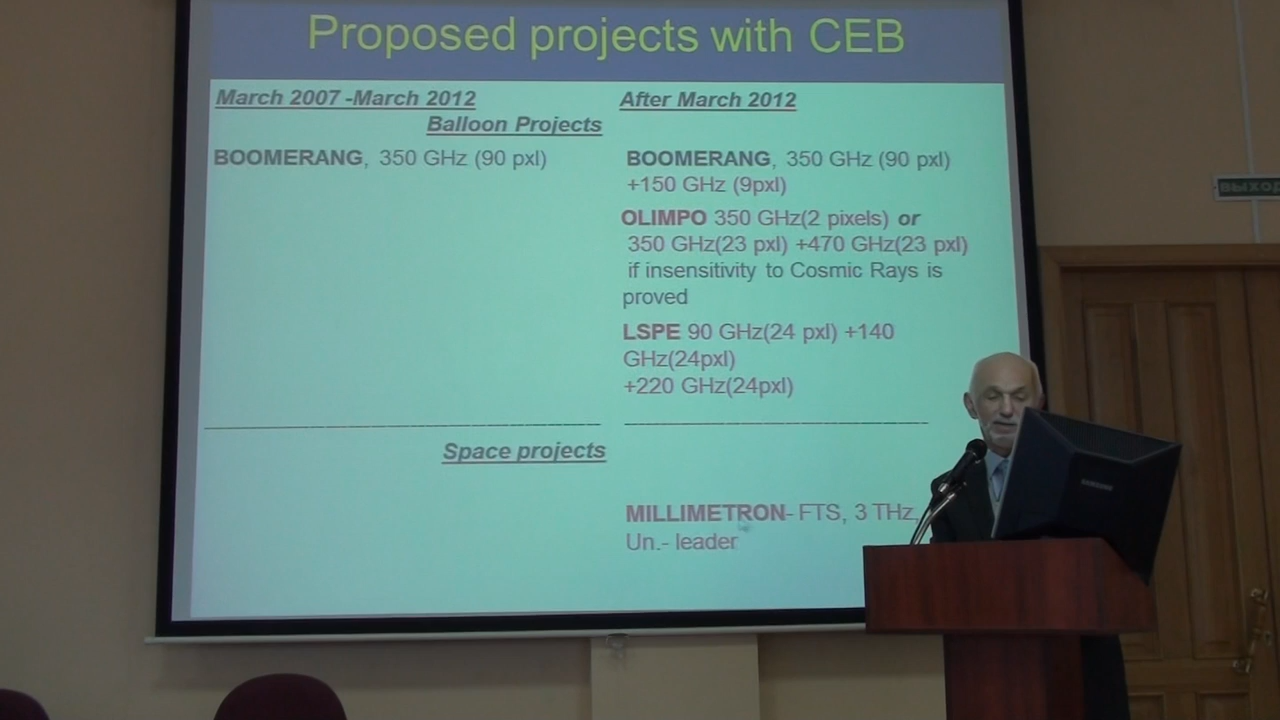 Proposed projects with CEB
March 2007 -March 2012
Balloon Projects
BOOMERANG, 350 GHz (90 pxl)
After March 2012
BOOMERANG, 350 GHz (90 pxl)
+150 GHz (9pxl)
OLIMPO 350 GHz(2 pixels) or
350 GHz(23 pxl) +470 GHz(23 pxl)
if insensitivity to Cosmic Rays is
proved
LSPE 90 GHz(24 pxl) +140
GHz(24pxl)
+220 GHz(24pxl)
Space projects
MILLIMETRON- FTS, 3 THz,
Un.- leader
ВЫХОД
SAMSUNG